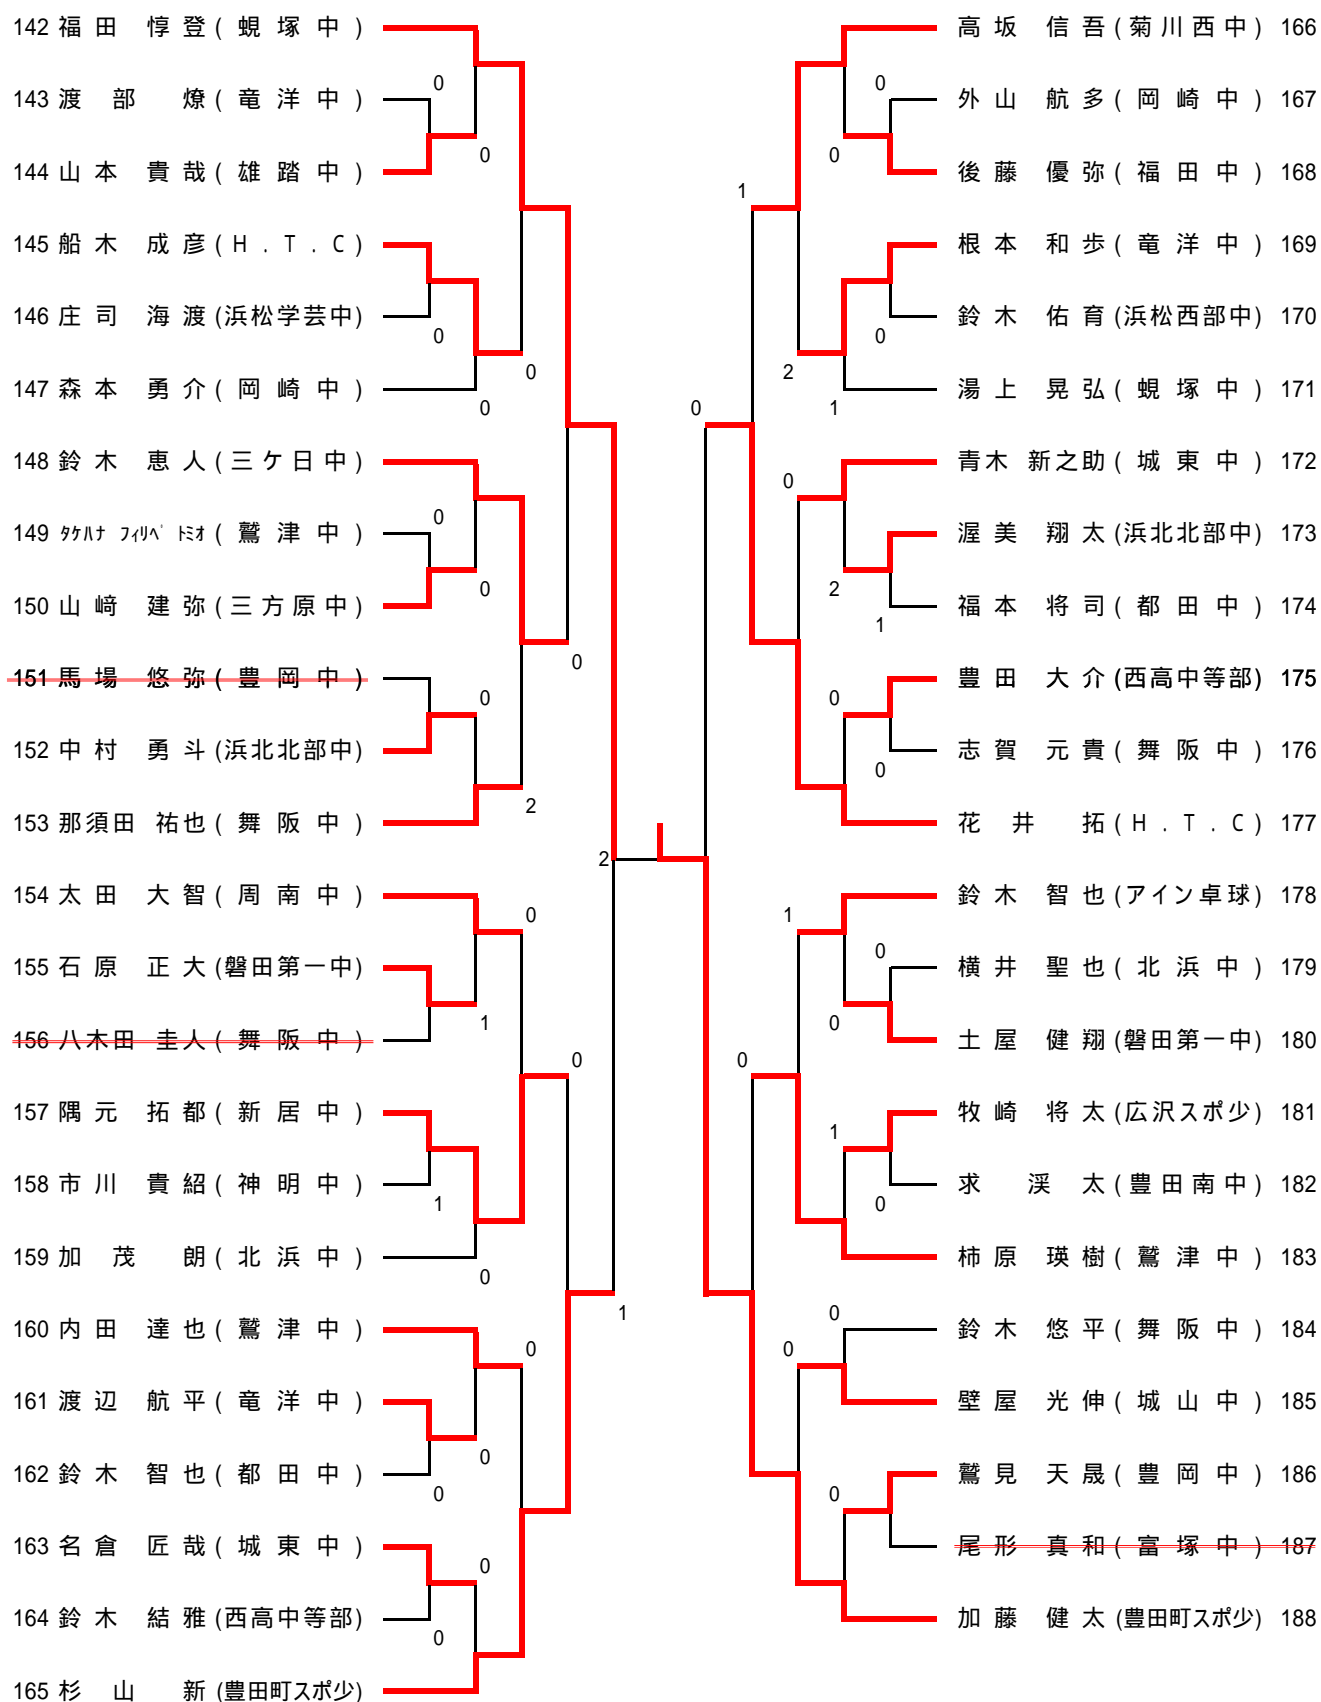 142 福田 惇登 (蜆塚中)
0
143 渡部 燎 (竜洋中)
0
144 山本 貴哉 (雄踏中)
145 船木 成彦 (H.T.C)
146 庄司 海渡 (浜松学芸中)
0
0
147 森本 勇介 (岡崎中)
0
148 鈴木 恵人 (三ケ日中)
0
149 タケハナ フィリペ トミオ (鷲津中)
0
150 山﨑 建弥 (三方原中)
0
151 馬場 悠弥 (豊岡中)
0
152 中村 勇斗 (浜北北部中)
2
153 那須田 祐也 (舞阪中)
2
154 太田 大智 (周南中)
0
155 石原 正大 (磐田第一中)
1
156 八木田 圭人 (舞阪中)
0
157 隅元 拓都 (新居中)
158 市川 貴紹 (神明中)
1
159 加茂 朗 (北浜中)
0
1
160 内田 達也 (鷲津中)
0
161 渡辺 航平 (竜洋中)
0
162 鈴木 智也 (都田中)
0
163 名倉 匠哉 (城東中)
0
164 鈴木 結雅 (西高中等部)
0
165 杉山 新 (豊田町スポ少)
高坂 信吾 (菊川西中) 166
0
外山 航多 (岡崎中) 167
0
後藤 優弥 (福田中) 168
1
根本 和歩 (竜洋中) 169
鈴木 佑育 (浜松西部中) 170
0
2
湯上 晃弘 (蜆塚中) 171
0
1
青木 新之助 (城東中) 172
0
渥美 翔太 (浜北北部中) 173
2
福本 将司 (都田中) 174
1
豊田 大介 (西高中等部) 175
0
志賀 元貴 (舞阪中) 176
0
花井 拓 (H.T.C) 177
鈴木 智也 (アイン卓球) 178
1
0
横井 聖也 (北浜中) 179
0
土屋 健翔 (磐田第一中) 180
0
牧崎 将太 (広沢スポ少) 181
1
求 渓太 (豊田南中) 182
0
柿原 瑛樹 (鷲津中) 183
0
鈴木 悠平 (舞阪中) 184
0
壁屋 光伸 (城山中) 185
鷲見 天晟 (豊岡中) 186
0
尾形 真和 (富塚中) 187
加藤 健太 (豊田町スポ少) 188